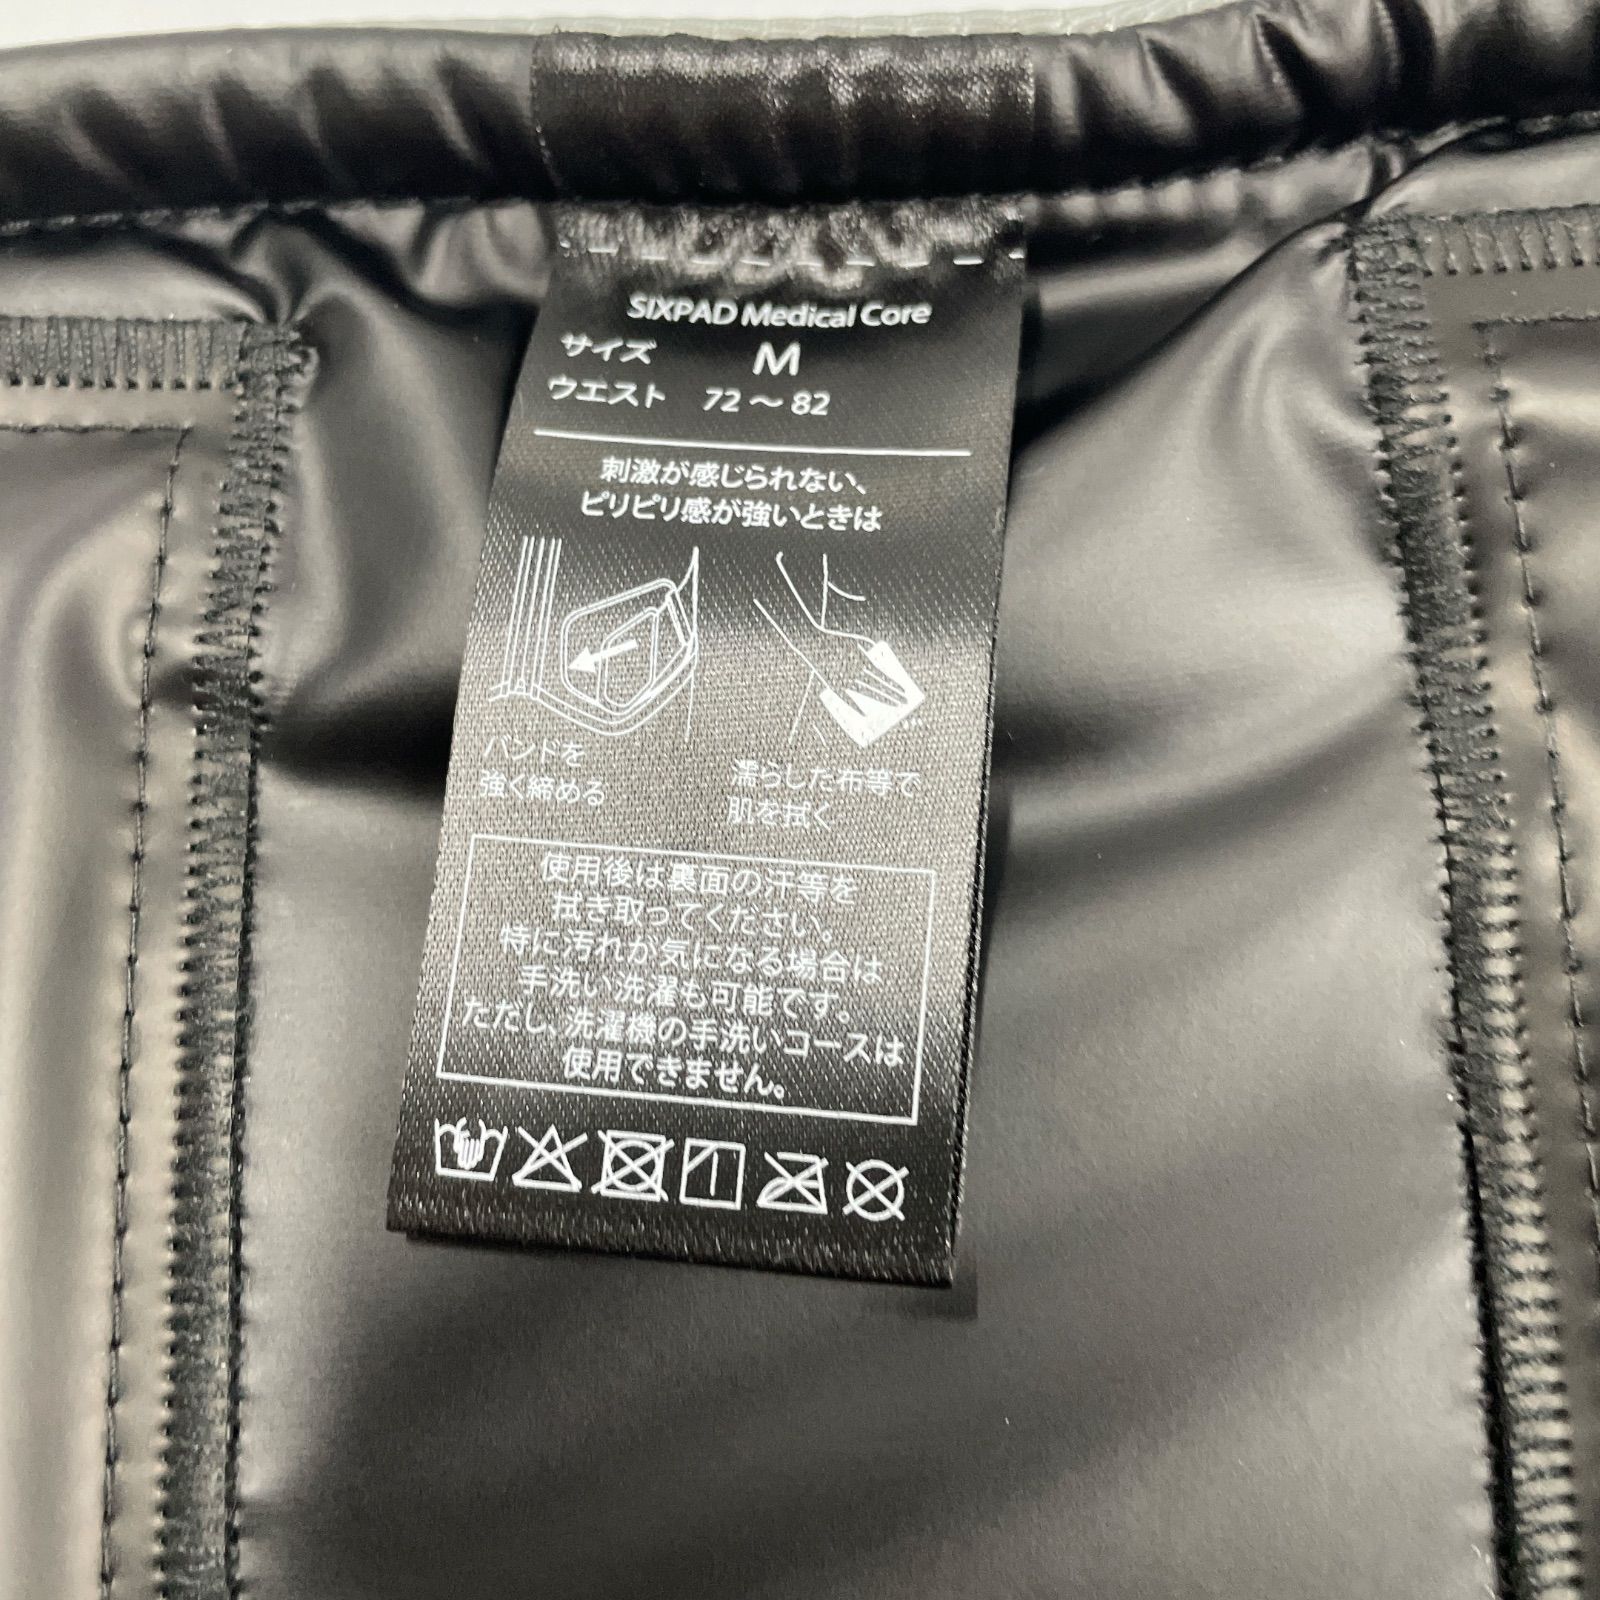 SIXPAD Medical Core
サイズ M
ウエスト 72～82
刺激が感じられない、
ピリピリ感が強いときは
バンドを
強く締める
濡らした布等で
肌を拭く
使用後は裏面の汗等を
拭き取ってください。
特に汚れが気になる場合は
手洗い洗濯も可能です。
ただし、洗濯機の手洗いコースは
使用できません。